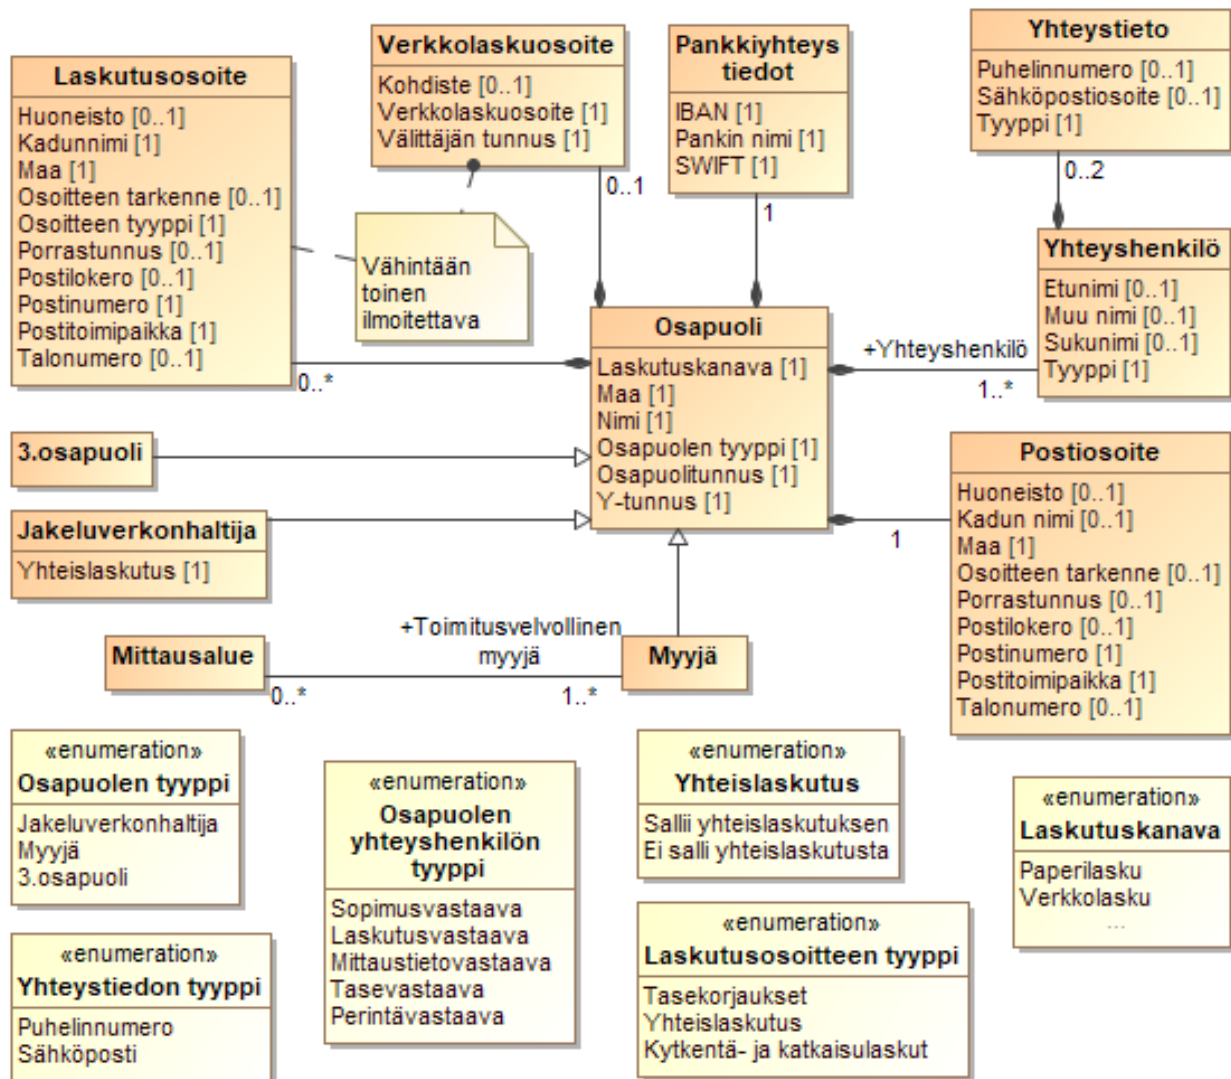 Laskutusosoite
Huoneisto [0..1]
Kadunnimi [1]
Maa [1]
Osoitteen tarkenne [0..1]
Osoitteen tyyppi [1]
Porrastunnus [0..1]
Postilokero [0..1]
Postinumero [1]
Postitoimipaikka [1]
Talonumero [0..1]
0..*
Verkkolaskuosoite
Kohdiste [0..1]
Verkkolaskuosoite [1]
Välittäjän tunnus [1]
0..1
Vähintään
toinen
ilmoitettava
Pankkiyhteys
tiedot
IBAN [1]
Pankin nimi [1]
SWIFT [1]
1
Yhteystieto
Puhelinnumero [0..1]
Sähköpostiosoite [0..1]
Tyyppi [1]
0..2
Yhteyshenkilö
Etunimi [0..1]
Muu nimi [0..1]
Sukunimi [0..1]
Tyyppi [1]
+Yhteyshenkilö
1..*
Osapuoli
Laskutuskanava [1]
Maa [1]
Nimi [1]
Osapuolen tyyppi [1]
Osapuolitunnus [1]
Y-tunnus [1]
3.osapuoli
Jakeluverkonhaltija
Yhteislaskutus [1]
1
Postiosoite
Huoneisto [0..1]
Kadun nimi [0..1]
Maa [1]
Osoitteen tarkenne [0..1]
Porrastunnus [0..1]
Postilokero [0..1]
Postinumero [1]
Postitoimipaikka [1]
Talonumero [0..1]
Mittausalue
0..*
+Toimitusvelvollinen
myyjä
1..*
Myyjä
«enumeration»
Osapuolen tyyppi
Jakeluverkonhaltija
Myyjä
3.osapuoli
«enumeration»
Yhteystiedon tyyppi
Puhelinnumero
Sähköposti
«enumeration»
Osapuolen
yhteyshenkilön
tyyppi
Sopimusvastaava
Laskutusvastaava
Mittaustietovastaava
Tasevastaava
Perintävastaava
«enumeration»
Yhteislaskutus
Sallii yhteislaskutuksen
Ei salli yhteislaskutusta
«enumeration»
Laskutusosoitteen tyyppi
Tasekorjaukset
Yhteislaskutus
Kytkentä- ja katkaisulaskut
«enumeration»
Laskutuskanava
Paperilasku
Verkkolasku
...